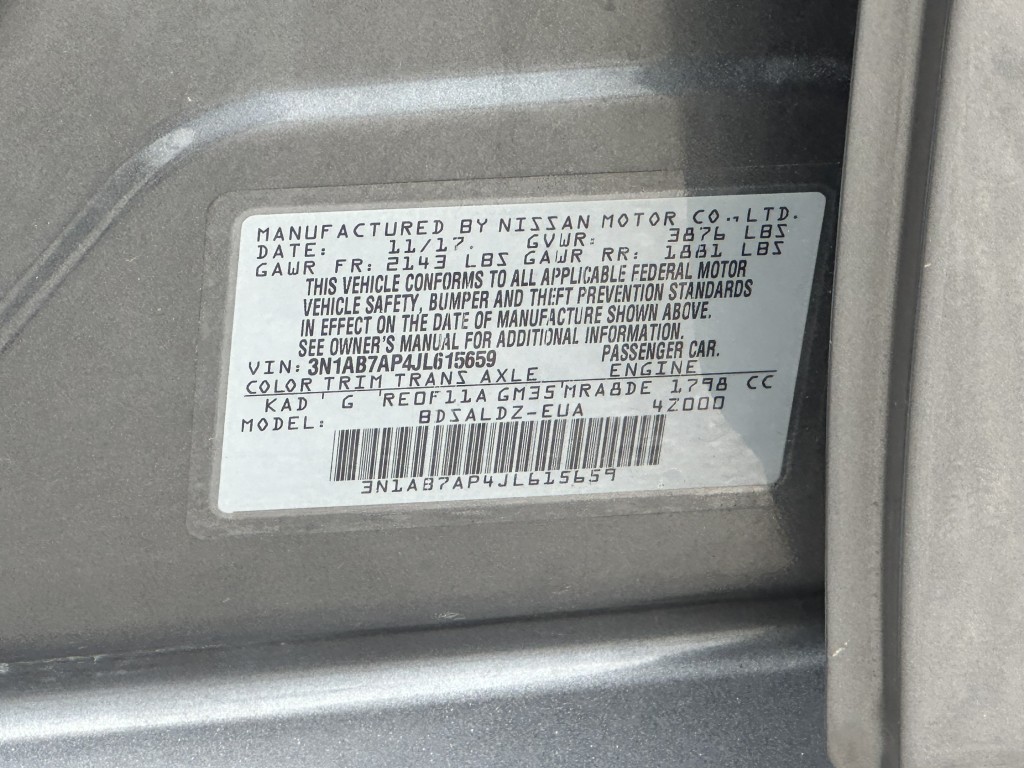 MANUFACTURED BY NISSAN MOTOR CO.,LTD.
DATE: 11/17. GVWR: 3876 LBS
GAWR FR: 2143 LBS GAWR RR: 1881 LBS
THIS VEHICLE CONFORMS TO ALL APPLICABLE FEDERAL MOTOR
VEHICLE SAFETY, BUMPER AND THEFT PREVENTION STANDARDS
IN EFFECT ON THE DATE OF MANUFACTURE SHOWN ABOVE.
SEE OWNER'S MANUAL FOR ADDITIONAL INFORMATION.
VIN: 3N1AB7AP4JL615659 PASSENGER CAR.
COLOR TRIM TRANS AXLE ENGINE
KAD ' G 'RE0F11A GM35'MRA8DE 1798 CC
MODEL: BDSALDZ-EUA 4Z000
3N1AB7AP4JL615659